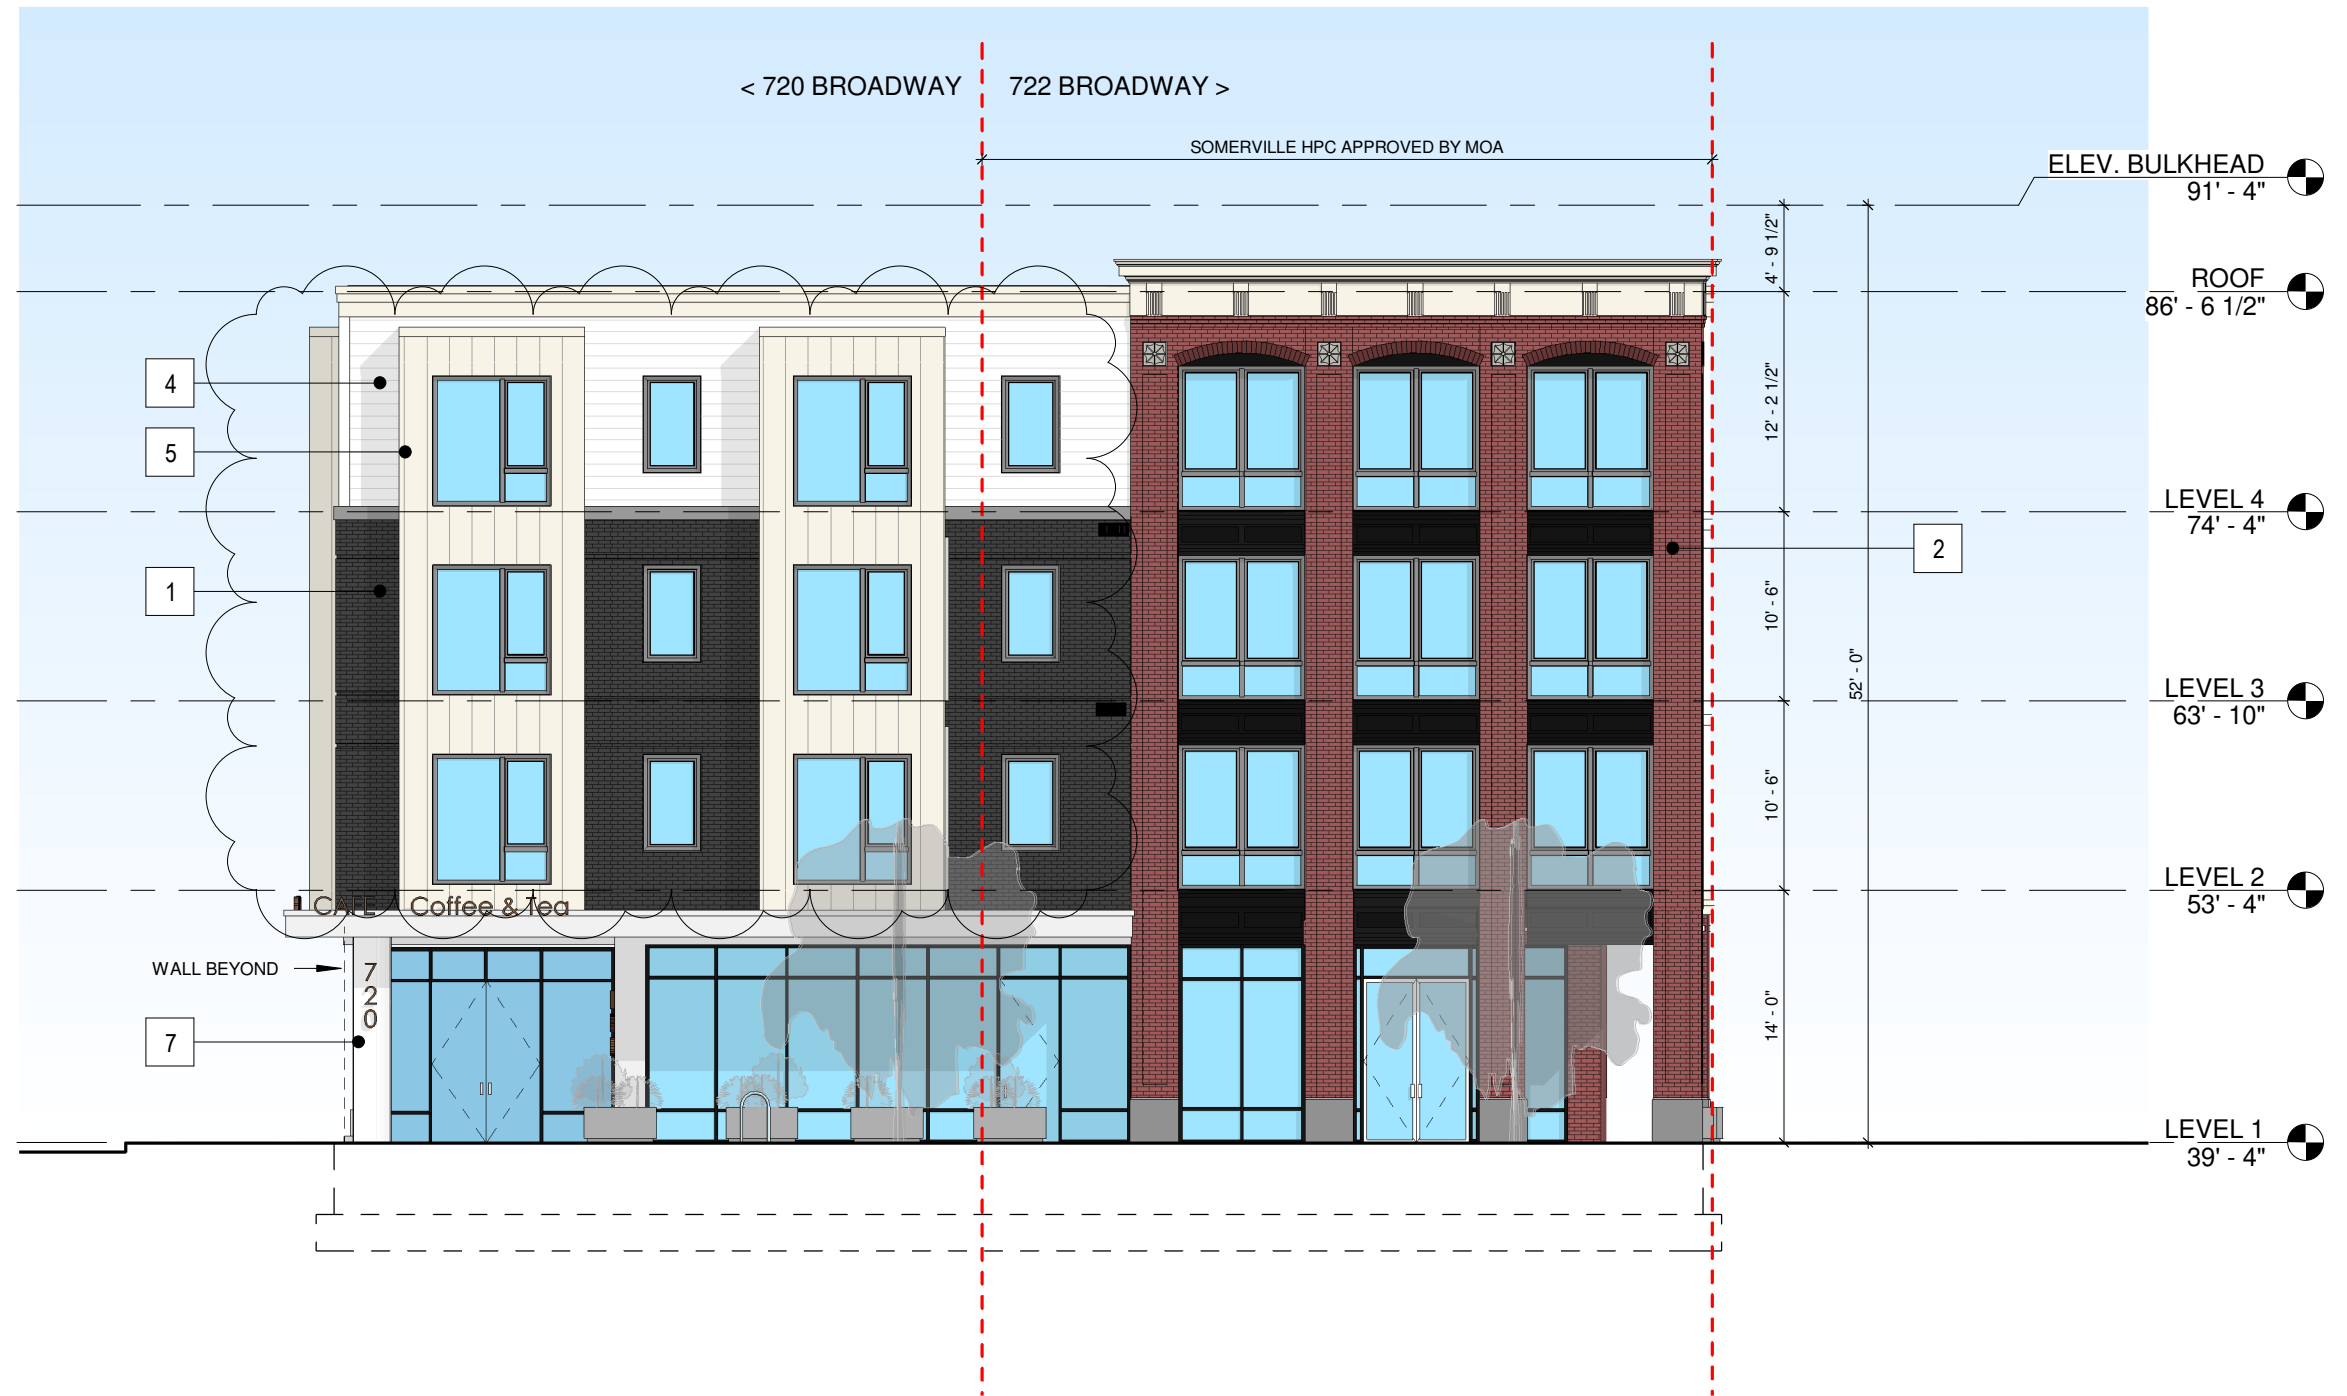 < 720 BROADWAY
722 BROADWAY >
SOMERVILLE HPC APPROVED BY MOA
ELEV. BULKHEAD
91' - 4"
4' - 9 1/2"
ROOF
86' - 6 1/2"
4
12' - 2 1/2"
5
LEVEL 4
74' - 4"
2
1
10' - 6"
52' - 0"
LEVEL 3
63' - 10"
10' - 6"
LEVEL 2
53' - 4"
CAFE
Coffee & Tea
WALL BEYOND
720
7
14' - 0"
LEVEL 1
39' - 4"